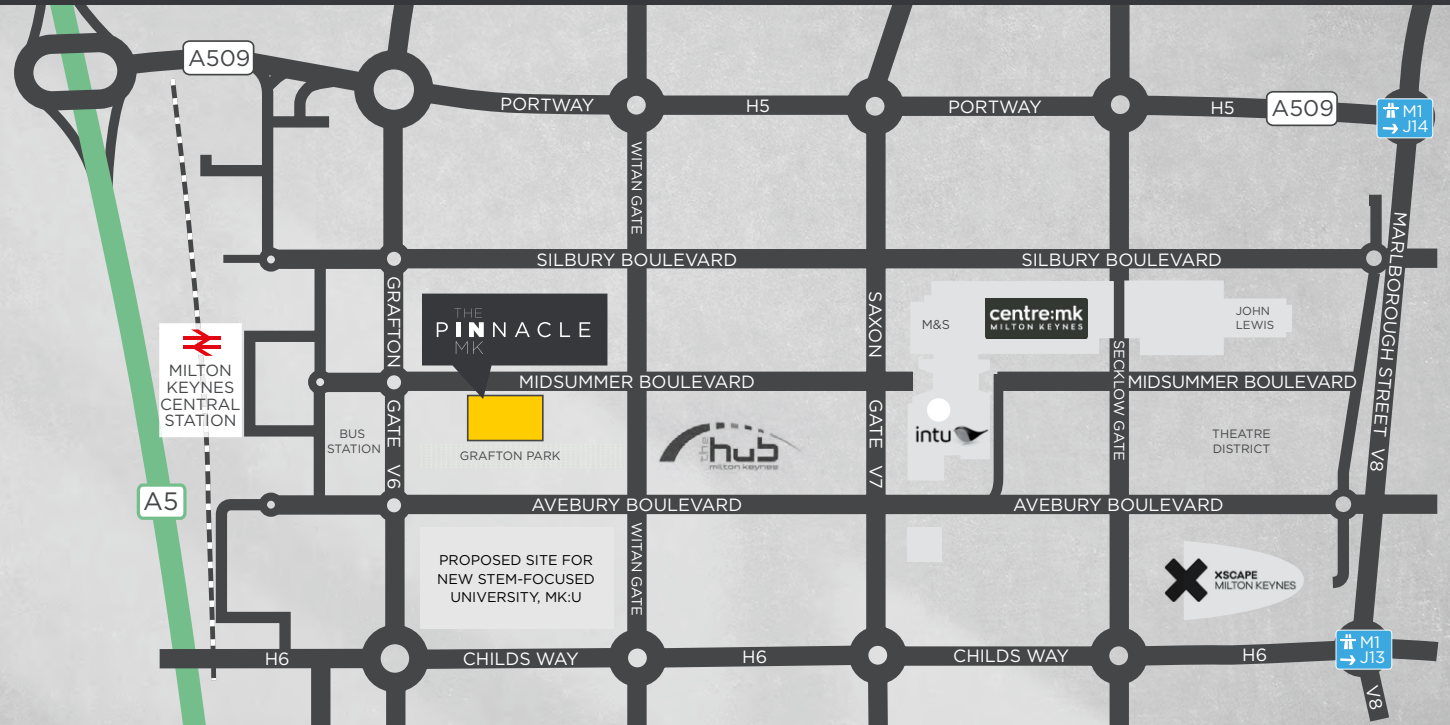 A509
PORTWAY
H5
PORTWAY
H5
A509
M1
J14
WITAN GATE
MARLBOROUGH STREET V8
SILBURY BOULEVARD
SILBURY BOULEVARD
GRAFTON GATE V6
SAXON GATE V7
THE
PINNACLE
MK
M&S
centre:mk
MILTON KEYNES
JOHN
LEWIS
SECKLOW GATE
MILTON
KEYNES
CENTRAL
STATION
MIDSUMMER BOULEVARD
MIDSUMMER BOULEVARD
BUS
STATION
GRAFTON PARK
the hub
milton keynes
intu
THEATRE
DISTRICT
A5
AVEBURY BOULEVARD
AVEBURY BOULEVARD
PROPOSED SITE FOR
NEW STEM-FOCUSED
UNIVERSITY, MK:U
WITAN GATE
XSCAPE
MILTON KEYNES
H6
CHILDS WAY
H6
CHILDS WAY
H6
M1
J13
V8